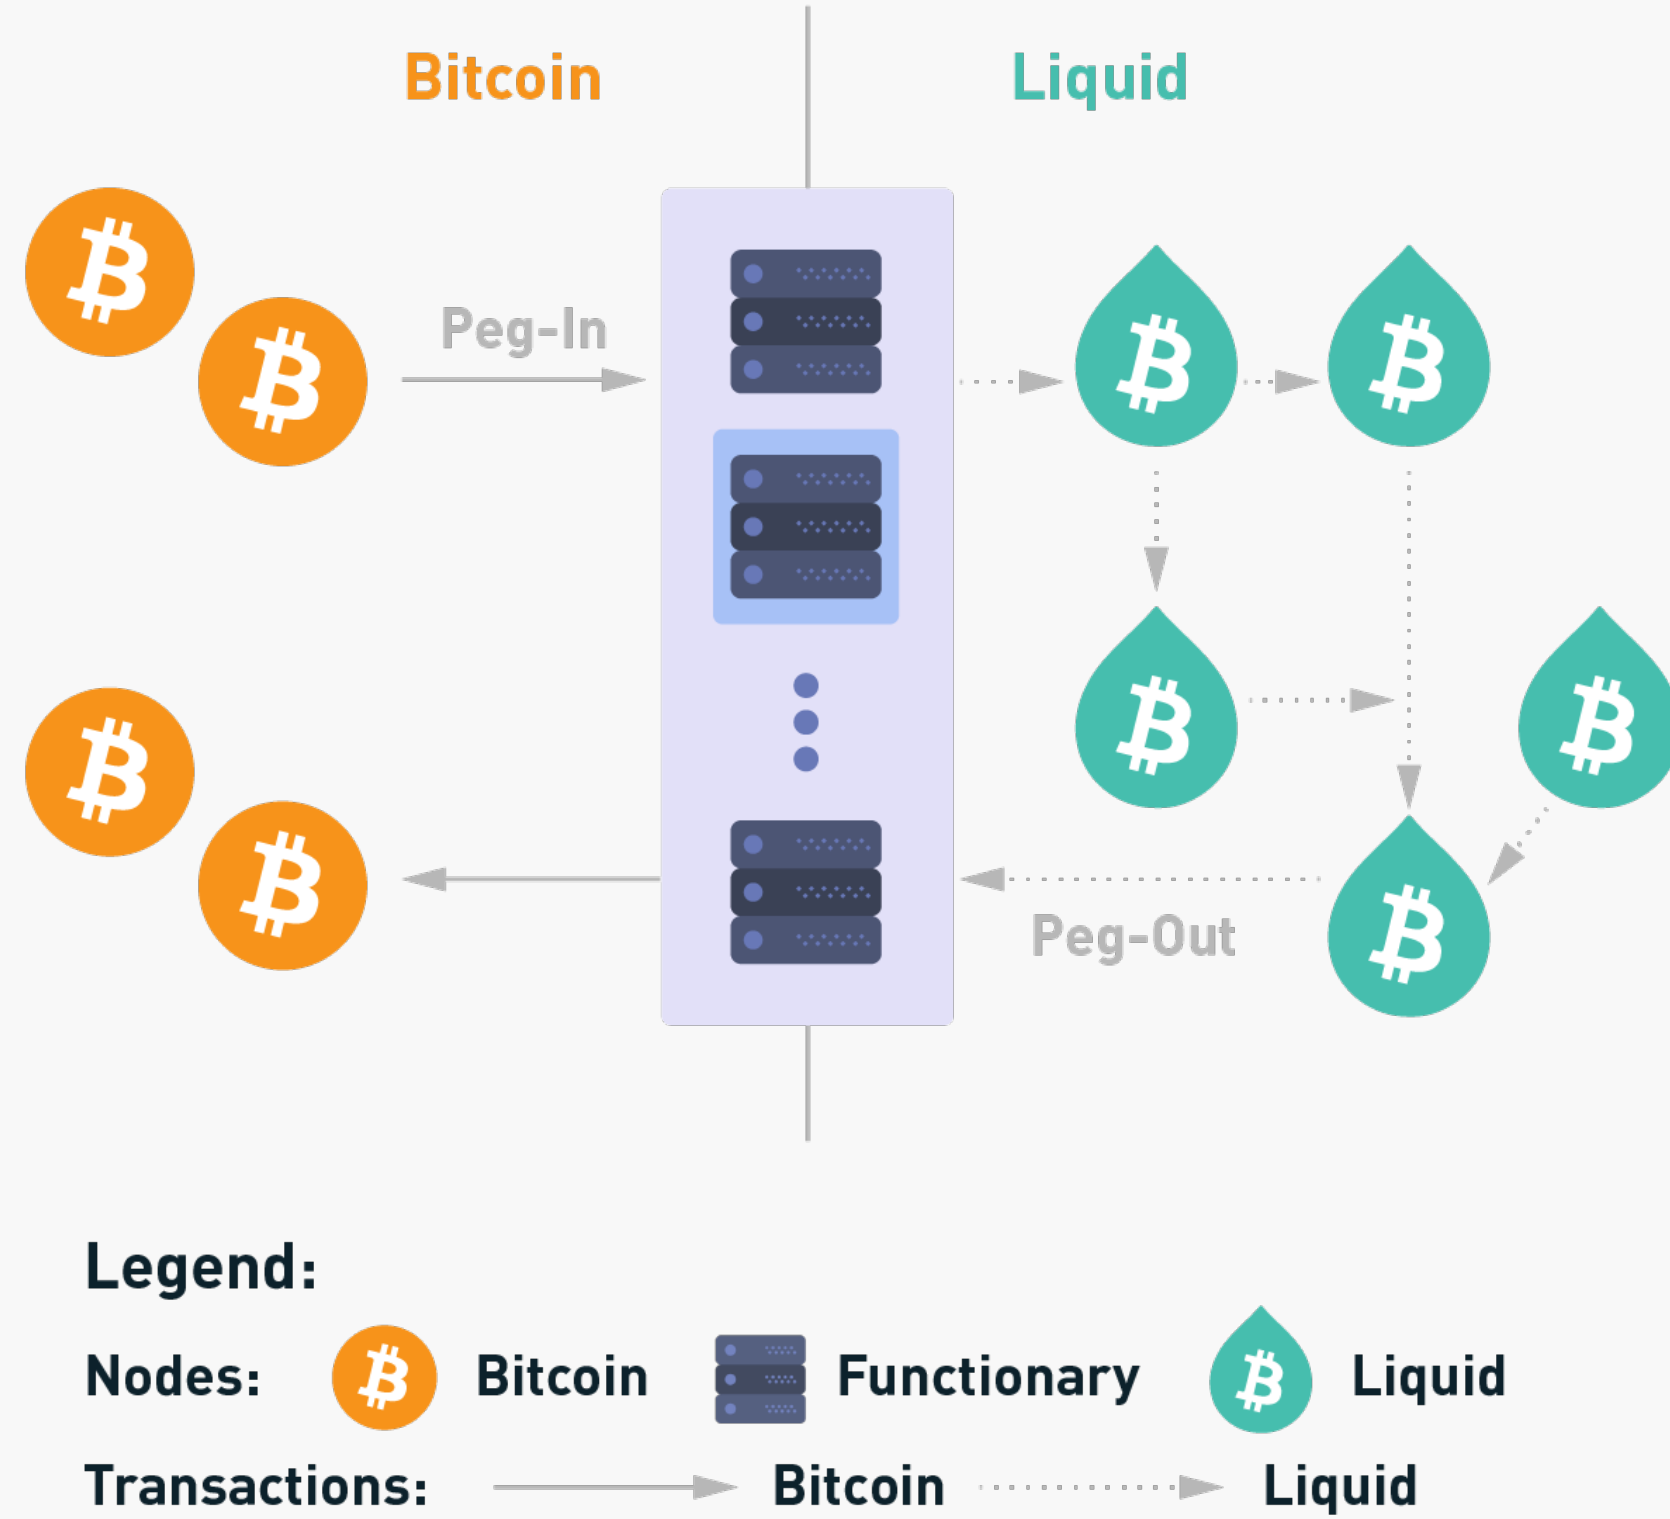 Bitcoin
Liquid
Peg-In
Peg-Out
Legend:
Nodes: Bitcoin Functionary Liquid
Transactions: Bitcoin Liquid